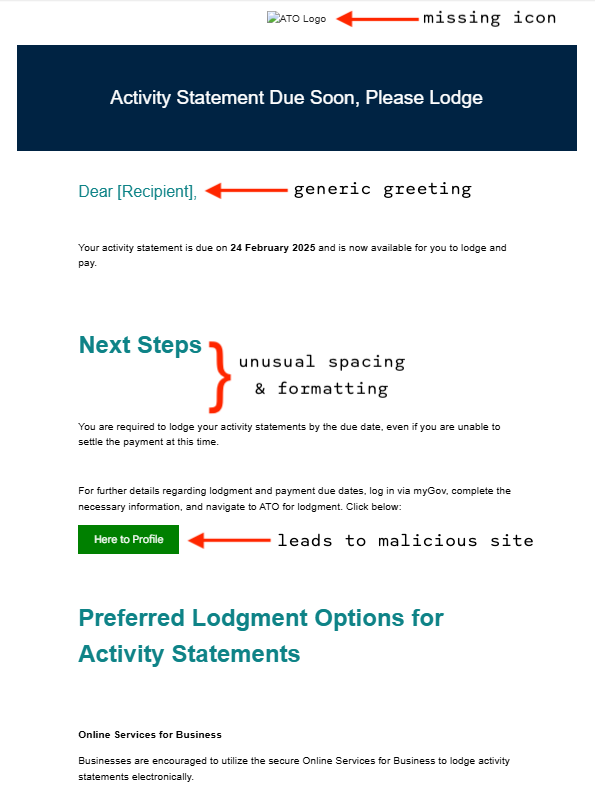 ATO Logo missing icon
Activity Statement Due Soon, Please Lodge
Dear [Recipient], generic greeting
Your activity statement is due on 24 February 2025 and is now available for you to lodge and
pay.
Next Steps
unusual spacing
& formatting
You are required to lodge your activity statements by the due date, even if you are unable to
settle the payment at this time.
For further details regarding lodgment and payment due dates, log in via myGov, complete the
necessary information, and navigate to ATO for lodgment. Click below:
Here to Profile leads to malicious site
Preferred Lodgment Options for
Activity Statements
Online Services for Business
Businesses are encouraged to utilize the secure Online Services for Business to lodge activity
statements electronically.